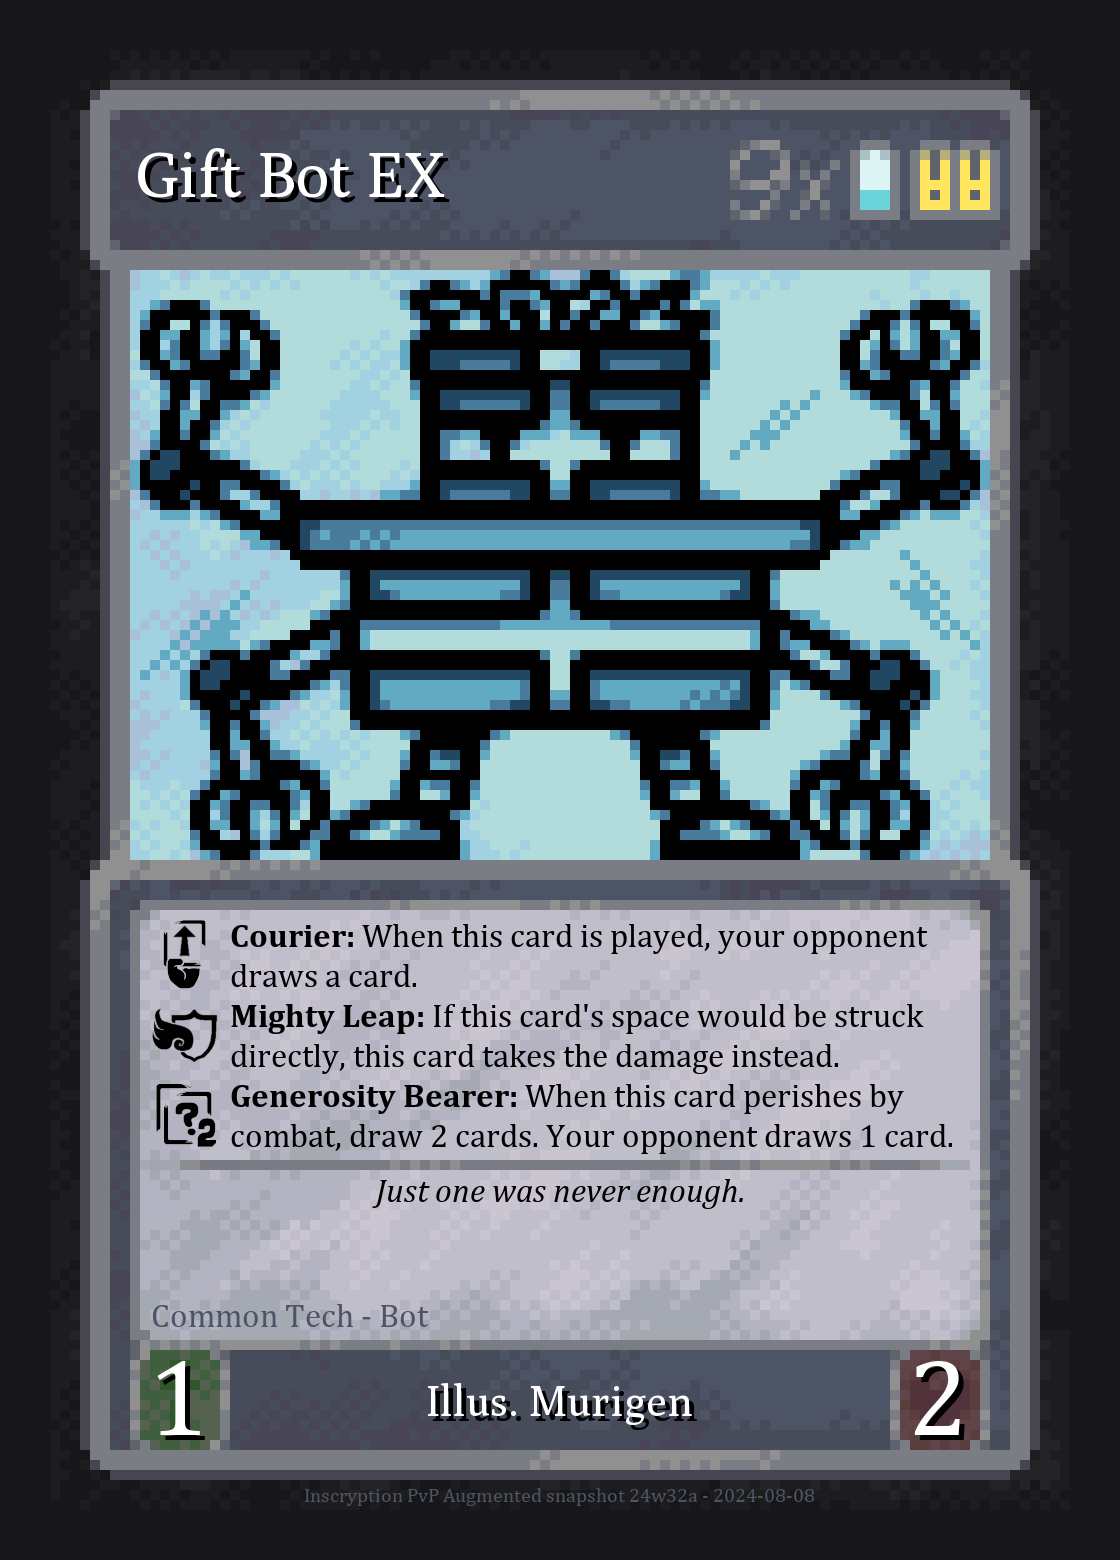 Gift Bot EX 9x
Courier: When this card is played, your opponent
draws a card.
Mighty Leap: If this card's space would be struck
directly, this card takes the damage instead.
?2 Generosity Bearer: When this card perishes by
combat, draw 2 cards. Your opponent draws 1 card.
Just one was never enough.
Common Tech - Bot
1 Illus. Murigen 2
Inscryption PvP Augmented snapshot 24w32a - 2024-08-08